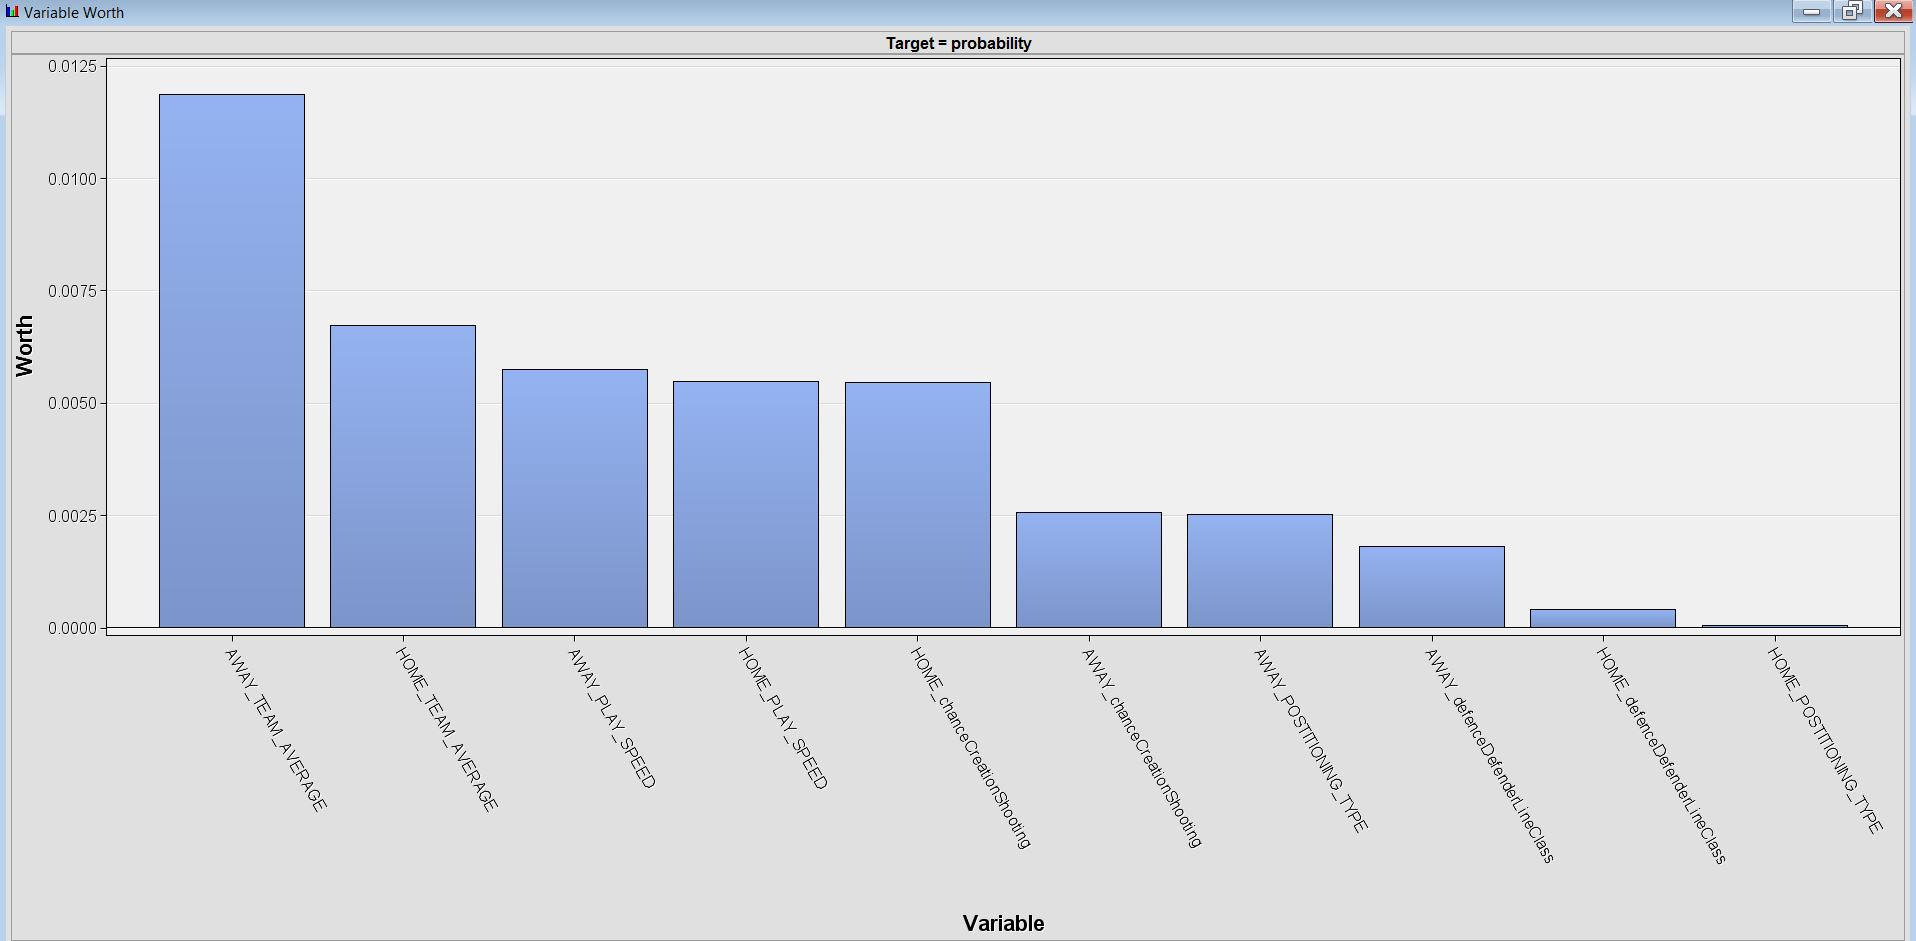 Variable Worth
Target = probability
0.0125
0.0100
0.0075
0.0050
0.0025
0.0000
Worth
AWAY_TEAM_AVERAGE
HOME_TEAM_AVERAGE
AWAY_PLAY_SPEED
HOME_PLAY_SPEED
HOME_chanceCreationShooting
AWAY_chanceCreationShooting
AWAY_POSTITIONING_TYPE
AWAY_defenceDefenderLineClass
HOME_defenceDefenderLineClass
HOME_POSTITIONING_TYPE
Variable